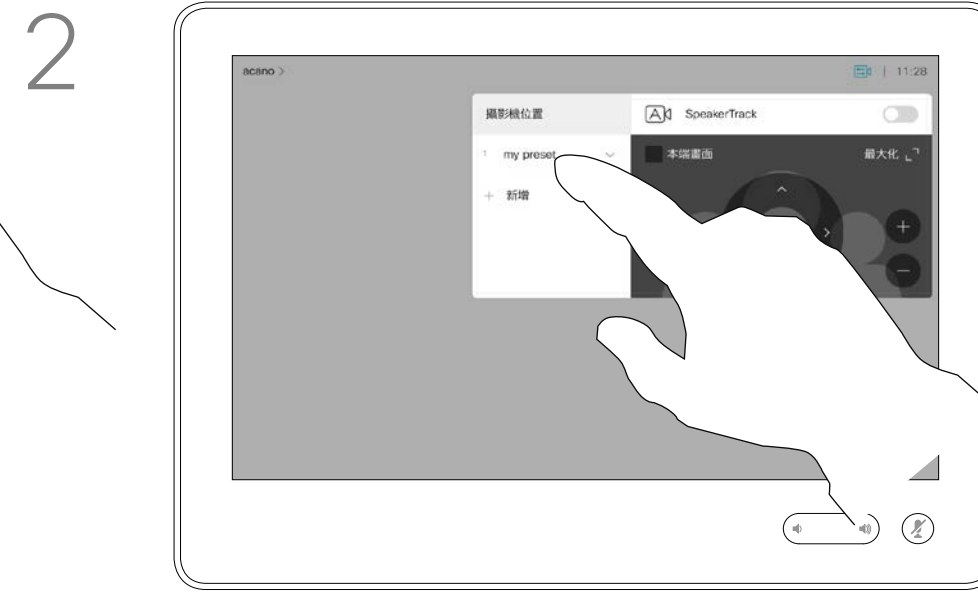 2
acano >
11:28
攝影機位置
SpeakerTrack
1 my preset
本端畫面
最大化
+ 新增